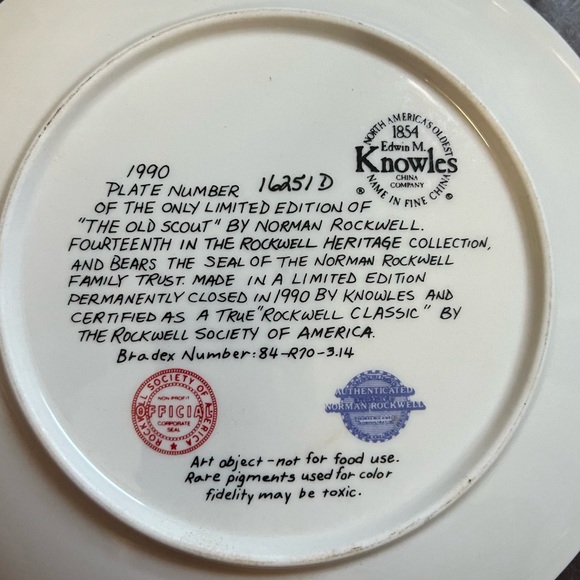 NORTH AMERICA'S OLDEST
1854
Edwin M.
Knowles
CHINA
COMPANY
NAME IN FINE CHINA
® ®
1990
PLATE NUMBER 16251D
OF THE ONLY LIMITED EDITION OF
"THE OLD SCOUT" BY NORMAN ROCKWELL.
FOURTEENTH IN THE ROCKWELL HERITAGE COLLECTION,
AND BEARS THE SEAL OF THE NORMAN ROCKWELL
FAMILY TRUST. MADE IN A LIMITED EDITION
PERMANENTLY CLOSED IN 1990 BY KNOWLES AND
CERTIFIED AS A TRUE "ROCKWELL CLASSIC" BY
THE ROCKWELL SOCIETY OF AMERICA.
Bradex Number: 84-R70-3.14
ROCKWELL SOCIETY OF AMERICA
NON-PROFIT
OFFICIAL
CORPORATE
SEAL
AUTHENTICATED
NORMAN ROCKWELL
Art object - not for food use.
Rare pigments used for color
fidelity may be toxic.